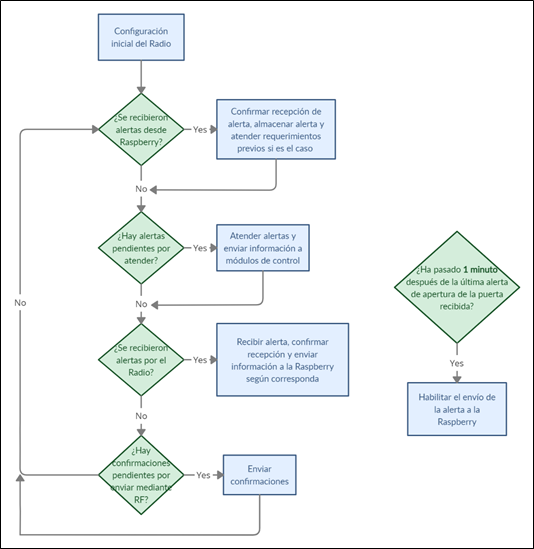 Configuración
inicial del Radio
¿Se recibieron
alertas desde
Raspberry?
Yes
Confirmar recepción de
alerta, almacenar alerta y
atender requerimientos
previos si es el caso
No
¿Hay alertas
pendientes por
atender?
Yes
Atender alertas y
enviar información a
módulos de control
No
¿Se recibieron
alertas por el
Radio?
Yes
Recibir alerta, confirmar
recepción y enviar
información a la Raspberry
según corresponda
No
¿Hay
confirmaciones
pendientes por
enviar mediante
RF?
Yes
Enviar
confirmaciones
No
¿Ha pasado 1 minuto
después de la última alerta
de apertura de la puerta
recibida?
Yes
Habilitar el envío de
la alerta a la
Raspberry